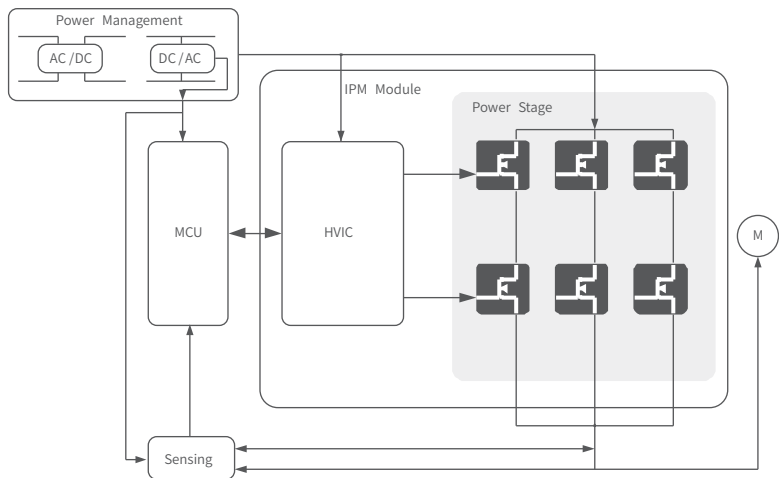 Power Management
AC/DC
DC/AC
IPM Module
Power Stage
MCU
HVIC
M
Sensing